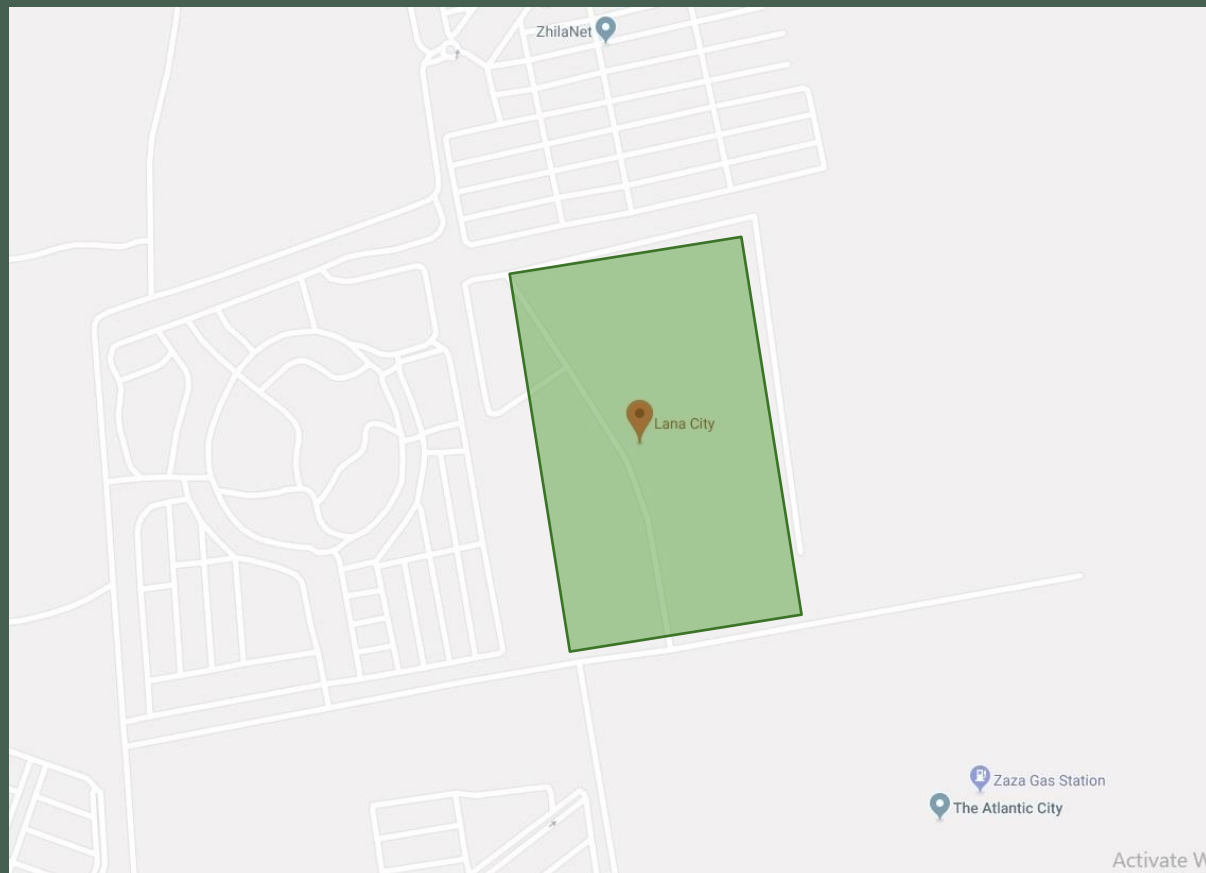 ZhilaNet
Lana City
Zaza Gas Station
The Atlantic City
Activate W